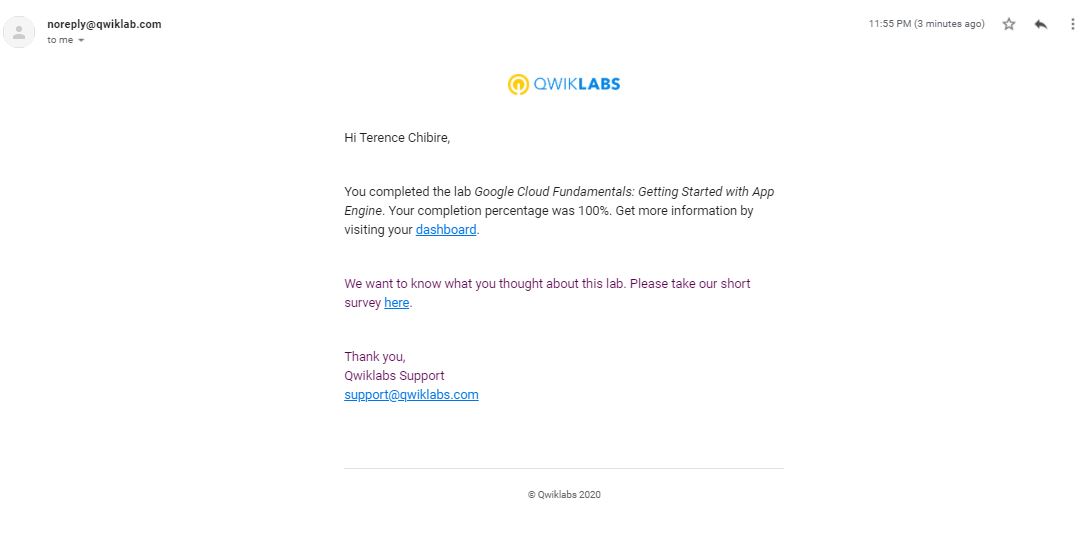 noreply@qwiklab.com
11:55 PM (3 minutes ago)
to me
QWIKLABS
Hi Terence Chibire,
You completed the lab Google Cloud Fundamentals: Getting Started with App
Engine. Your completion percentage was 100%. Get more information by
visiting your dashboard.
We want to know what you thought about this lab. Please take our short
survey here.
Thank you,
Qwiklabs Support
support@qwiklabs.com
© Qwiklabs 2020